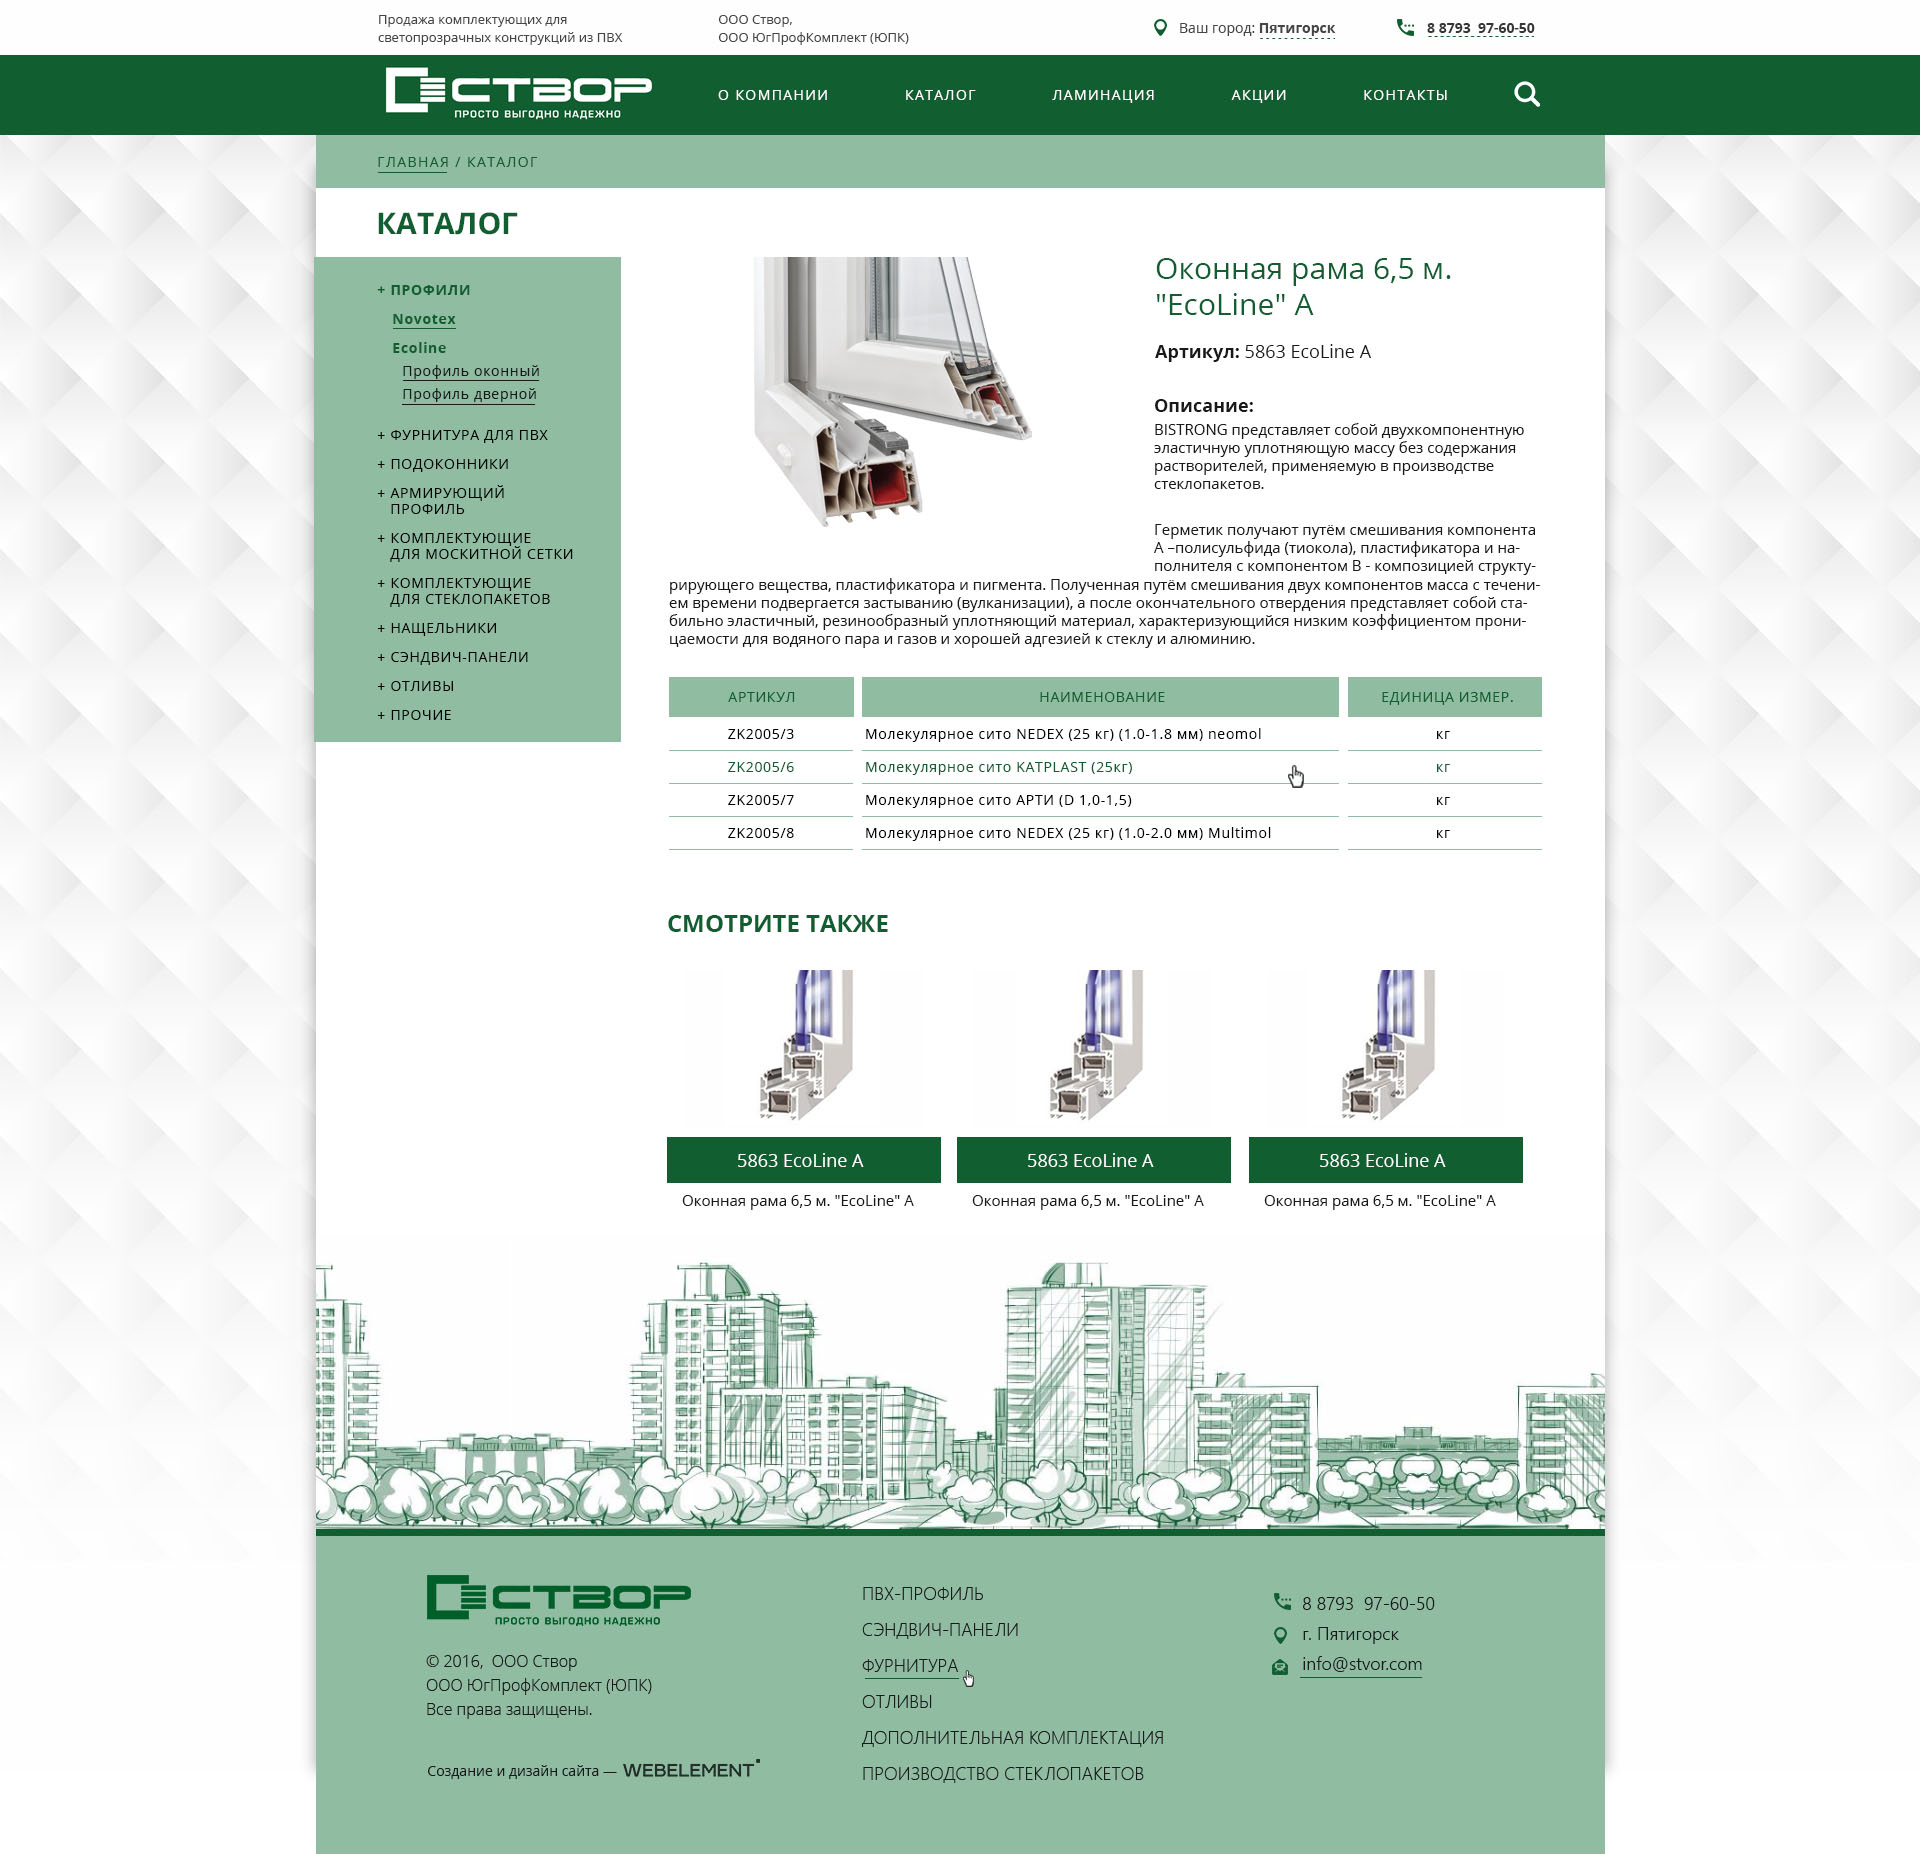 Продажа комплектующих для
светопрозрачных конструкций из ПВХ
ООО Створ,
ООО ЮгПрофКомплект (ЮПК)
Ваш город: Пятигорск
8 8793 97-60-50
СТВОР
ПРОСТО ВЫГОДНО НАДЕЖНО
О КОМПАНИИ
КАТАЛОГ
ЛАМИНАЦИЯ
АКЦИИ
КОНТАКТЫ
ГЛАВНАЯ / КАТАЛОГ
КАТАЛОГ
+ ПРОФИЛИ
Novotex
Ecoline
Профиль оконный
Профиль дверной
+ ФУРНИТУРА ДЛЯ ПВХ
+ ПОДОКОННИКИ
+ АРМИРУЮЩИЙ
ПРОФИЛЬ
+ КОМПЛЕКТУЮЩИЕ
ДЛЯ МОСКИТНОЙ СЕТКИ
+ КОМПЛЕКТУЮЩИЕ
ДЛЯ СТЕКЛОПАКЕТОВ
+ НАЩЕЛЬНИКИ
+ СЭНДВИЧ-ПАНЕЛИ
+ ОТЛИВЫ
+ ПРОЧИЕ
Оконная рама 6,5 м.
"EcoLine" А
Артикул: 5863 EcoLine А
Описание:
BISTRONG представляет собой двухкомпонентную
эластичную уплотняющую массу без содержания
растворителей, применяемую в производстве
стеклопакетов.
Герметик получают путём смешивания компонента
А –полисульфида (тиокола), пластификатора и на-
полнителя с компонентом В - композицией структу-
рирующего вещества, пластификатора и пигмента. Полученная путём смешивания двух компонентов масса с течени-
ем времени подвергается застыванию (вулканизации), а после окончательного отвердения представляет собой ста-
бильно эластичный, резинообразный уплотняющий материал, характеризующийся низким коэффициентом прони-
цаемости для водяного пара и газов и хорошей адгезией к стеклу и алюминию.
АРТИКУЛ НАИМЕНОВАНИЕ ЕДИНИЦА ИЗМЕР.
ZK2005/3 Молекулярное сито NEDEX (25 кг) (1.0-1.8 мм) neomol кг
ZK2005/6 Молекулярное сито KATPLAST (25кг) кг
ZK2005/7 Молекулярное сито АРТИ (D 1,0-1,5) кг
ZK2005/8 Молекулярное сито NEDEX (25 кг) (1.0-2.0 мм) Multimol кг
СМОТРИТЕ ТАКЖЕ
5863 EcoLine А
Оконная рама 6,5 м. "EcoLine" А
5863 EcoLine А
Оконная рама 6,5 м. "EcoLine" А
5863 EcoLine А
Оконная рама 6,5 м. "EcoLine" А
СТВОР
ПРОСТО ВЫГОДНО НАДЕЖНО
© 2016, ООО Створ
ООО ЮгПрофКомплект (ЮПК)
Все права защищены.
Создание и дизайн сайта — WEBELEMENT
ПВХ-ПРОФИЛЬ
СЭНДВИЧ-ПАНЕЛИ
ФУРНИТУРА
ОТЛИВЫ
ДОПОЛНИТЕЛЬНАЯ КОМПЛЕКТАЦИЯ
ПРОИЗВОДСТВО СТЕКЛОПАКЕТОВ
8 8793 97-60-50
г. Пятигорск
info@stvor.com